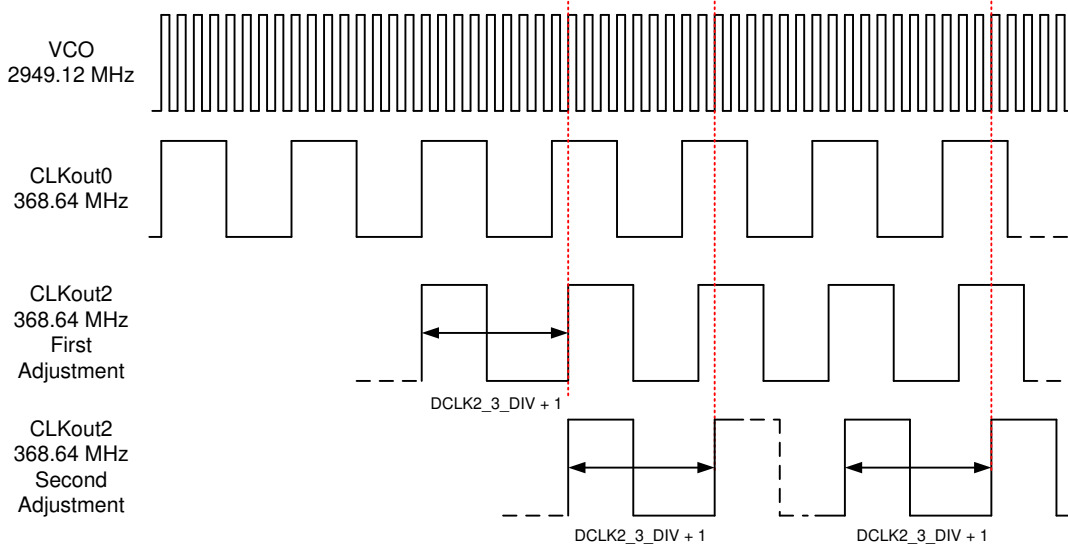 VCO
2949.12 MHz
CLKout0
368.64 MHz
CLKout2
368.64 MHz
First
Adjustment
DCLK2_3_DIV + 1
CLKout2
368.64 MHz
Second
Adjustment
DCLK2_3_DIV + 1
DCLK2_3_DIV + 1